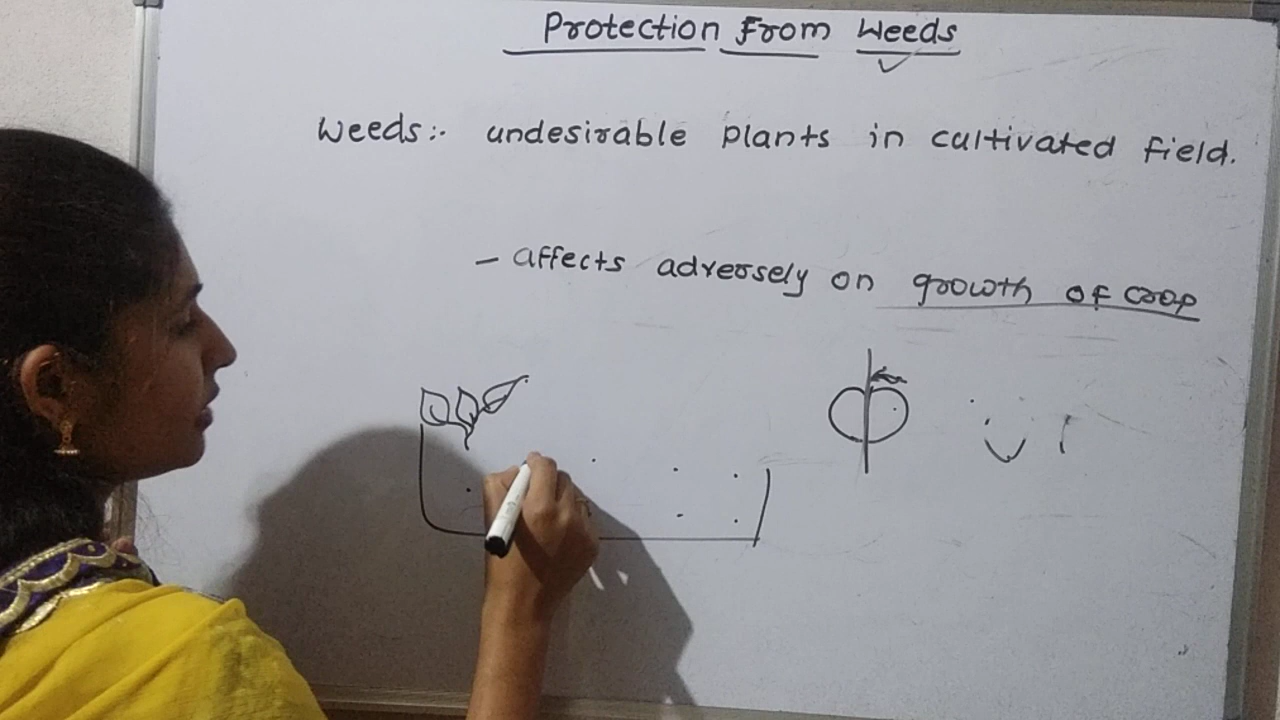 Protection From Weeds
Weeds:- undesirable plants in cultivated field.
- affects adversely on growth of crop